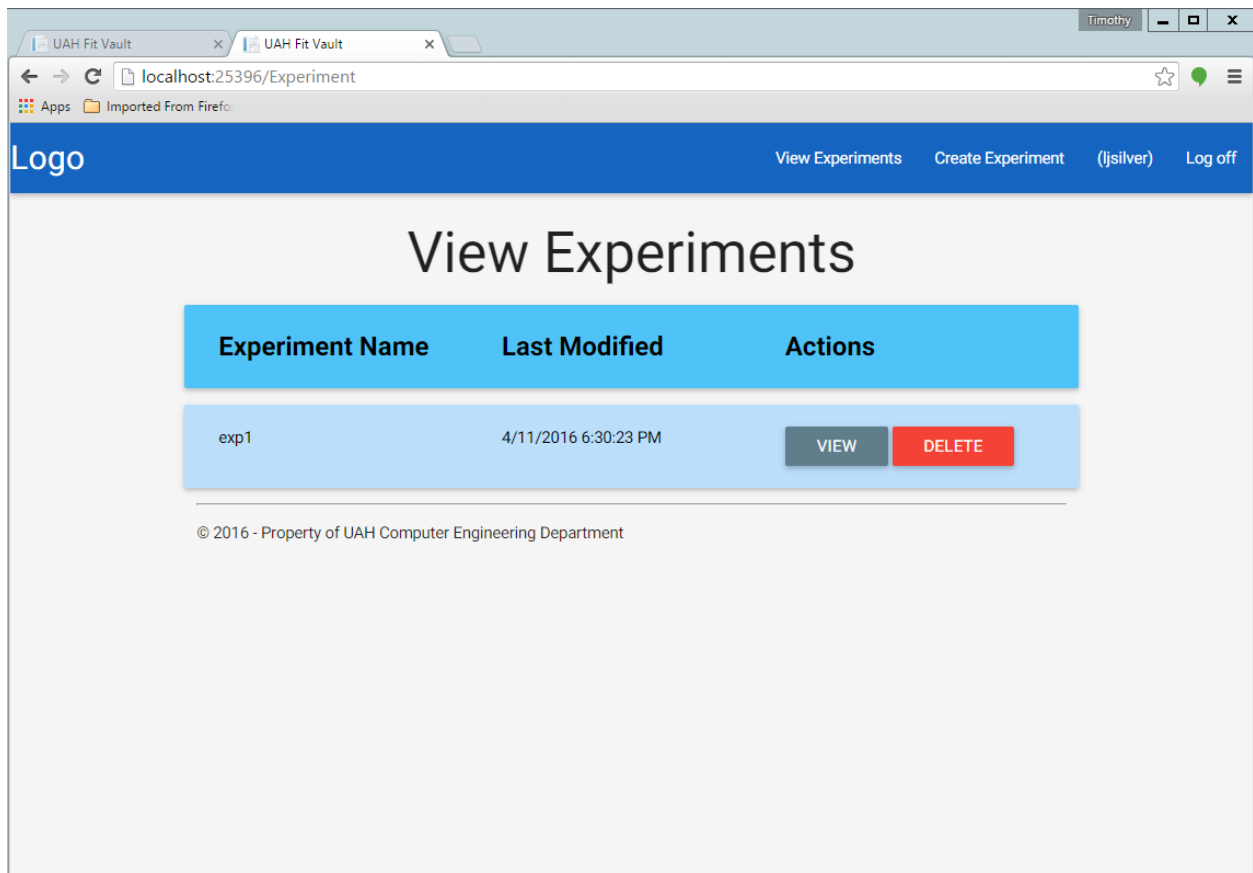 Timothy
UAH Fit Vault UAH Fit Vault
localhost:25396/Experiment
Apps Imported From Firefo
Logo View Experiments Create Experiment (ljsilver) Log off
View Experiments
Experiment Name Last Modified Actions
exp1 4/11/2016 6:30:23 PM VIEW DELETE
© 2016 - Property of UAH Computer Engineering Department